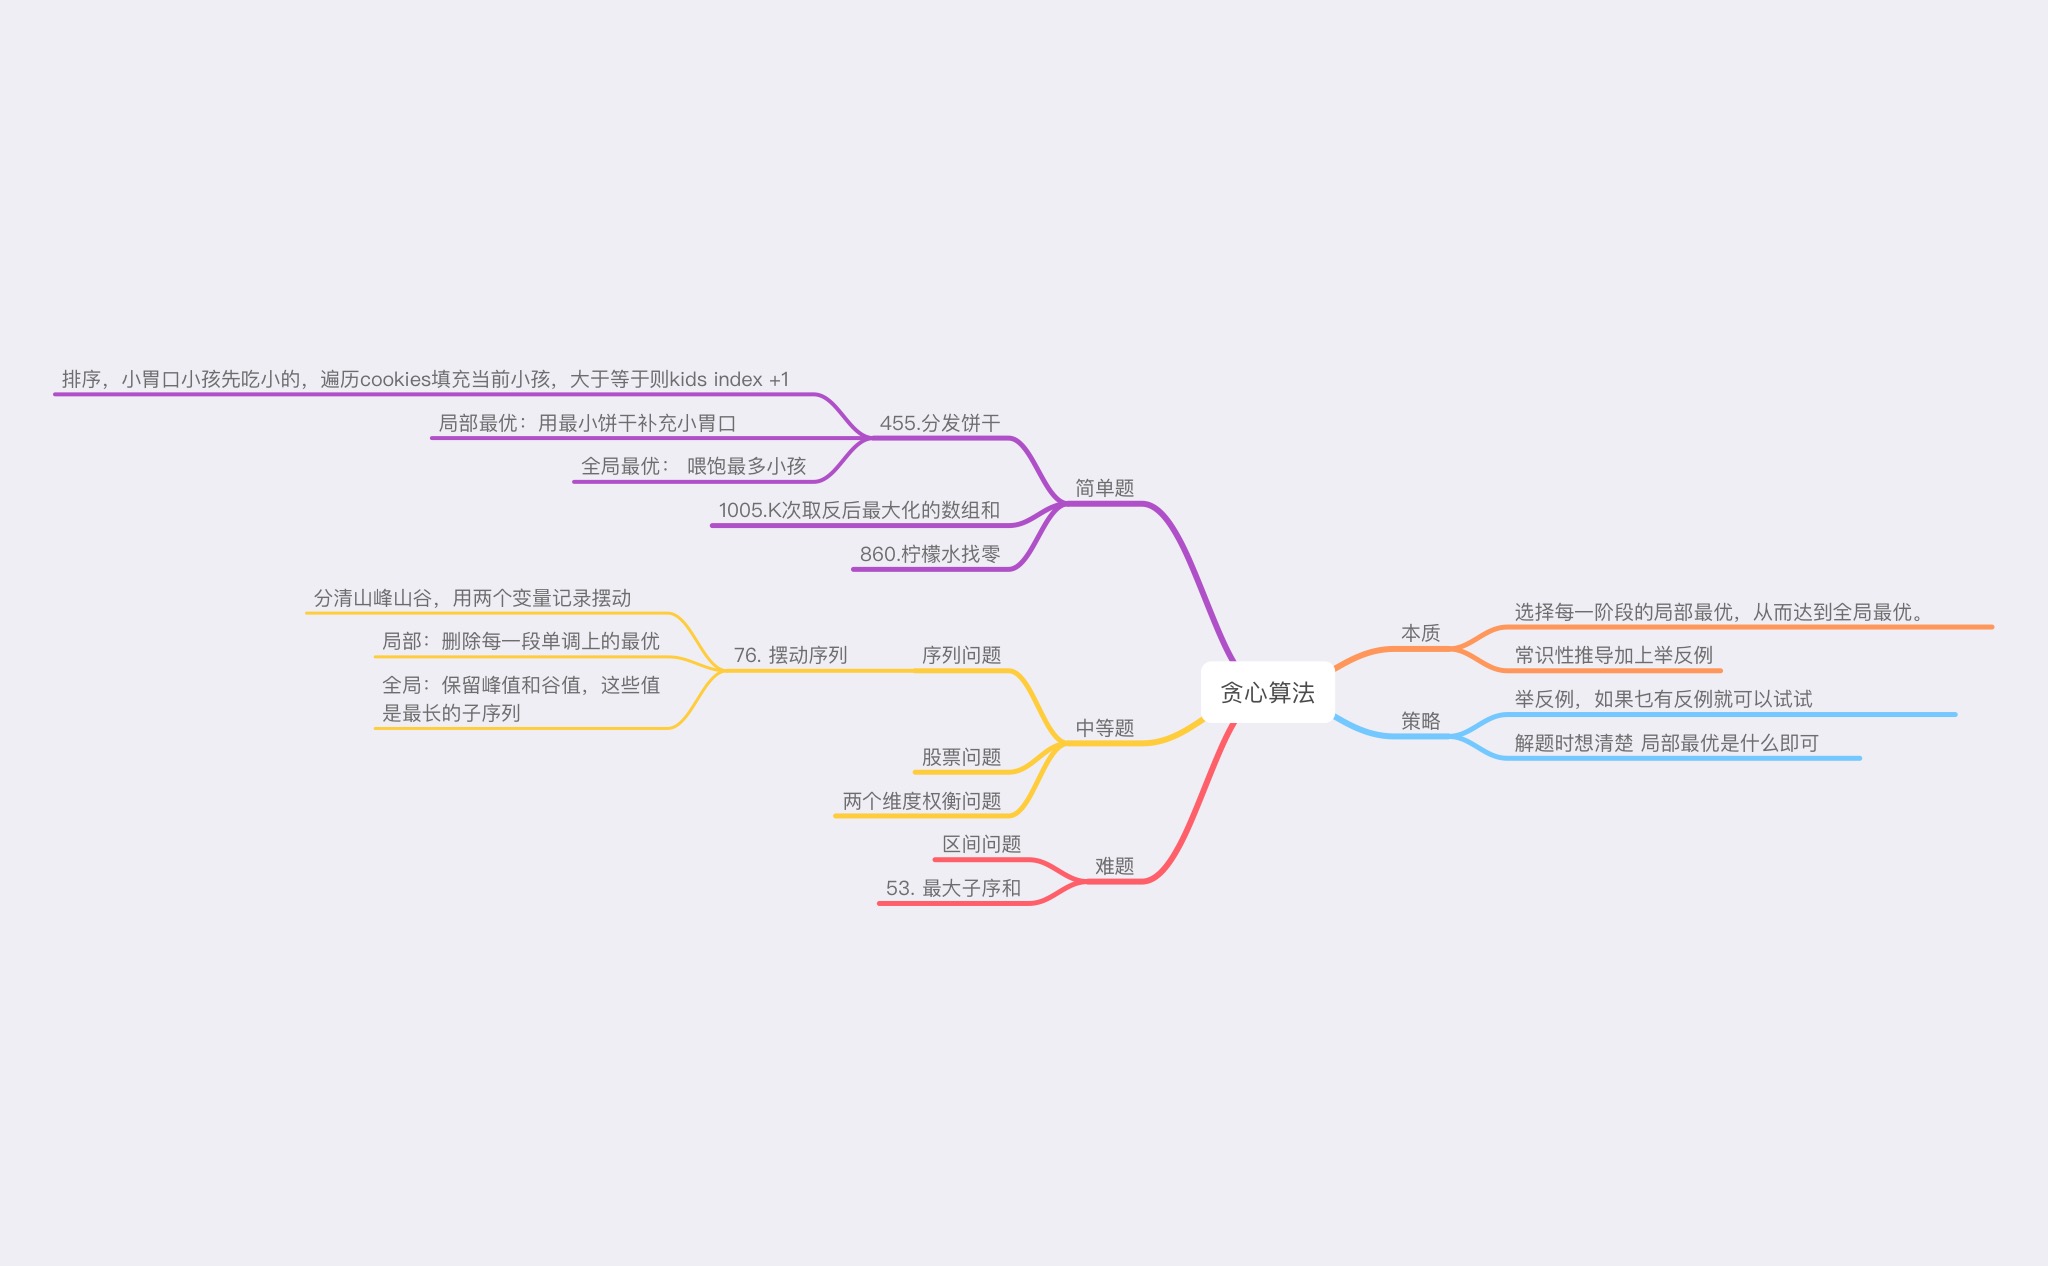 贪心算法
本质
选择每一阶段的局部最优，从而达到全局最优。
常识性推导加上举反例
策略
举反例，如果乜有反例就可以试试
解题时想清楚 局部最优是什么即可
简单题
455.分发饼干
排序，小胃口小孩先吃小的，遍历cookies填充当前小孩，大于等于则kids index +1
局部最优：用最小饼干补充小胃口
全局最优： 喂饱最多小孩
1005.K次取反后最大化的数组和
860.柠檬水找零
中等题
序列问题
76. 摆动序列
分清山峰山谷，用两个变量记录摆动
局部：删除每一段单调上的最优
全局：保留峰值和谷值，这些值
是最长的子序列
股票问题
两个维度权衡问题
难题
区间问题
53. 最大子序和